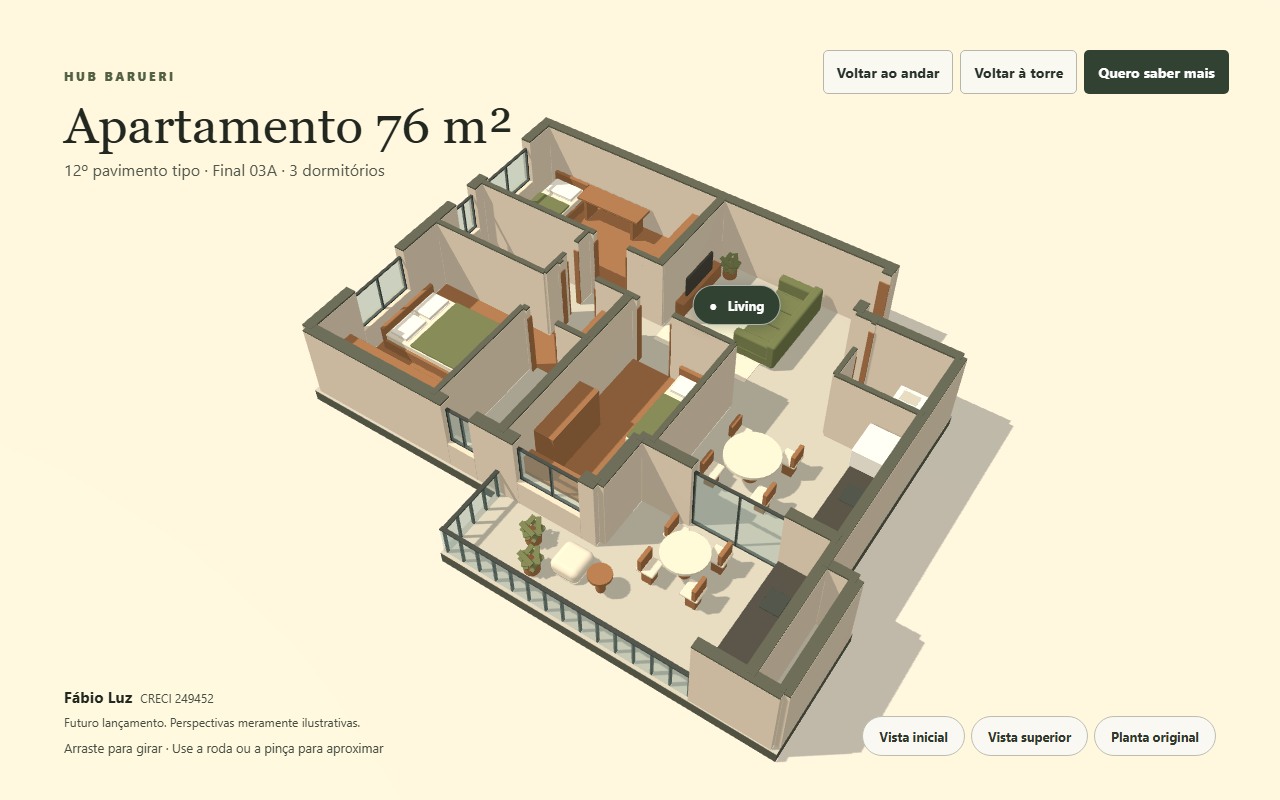 HUB BARUERI
Voltar ao andar
Voltar à torre
Quero saber mais
Apartamento 76 m²
12º pavimento tipo · Final 03A · 3 dormitórios
Living
Fábio Luz CRECI 249452
Futuro lançamento. Perspectivas meramente ilustrativas.
Arraste para girar · Use a roda ou a pinça para aproximar
Vista inicial
Vista superior
Planta original